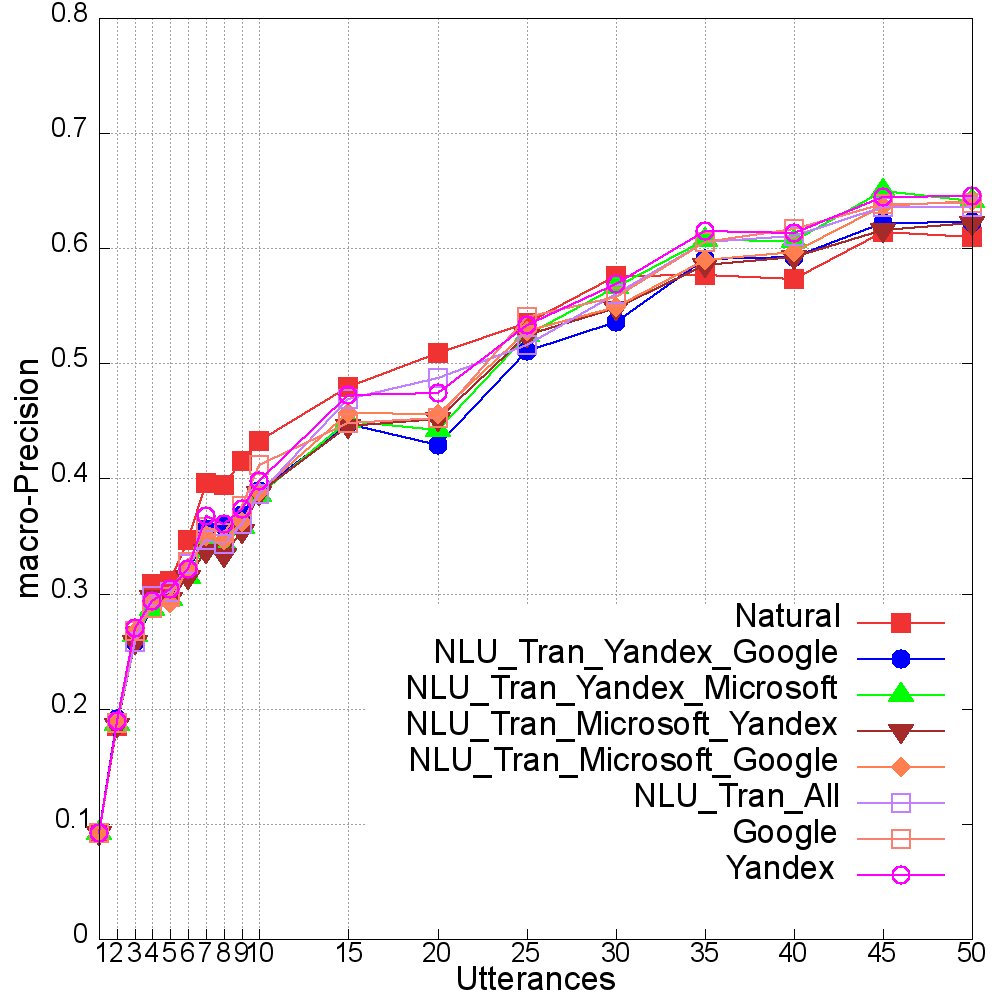 0.8
0.7
0.6
0.5
0.4
0.3
0.2
0.1
0
macro-Precision
Natural
NLU_Tran_Yandex_Google
NLU_Tran_Yandex_Microsoft
NLU_Tran_Microsoft_Yandex
NLU_Tran_Microsoft_Google
NLU_Tran_All
Google
Yandex
1 2 3 4 5 6 7 8 9 10 15 20 25 30 35 40 45 50
Utterances